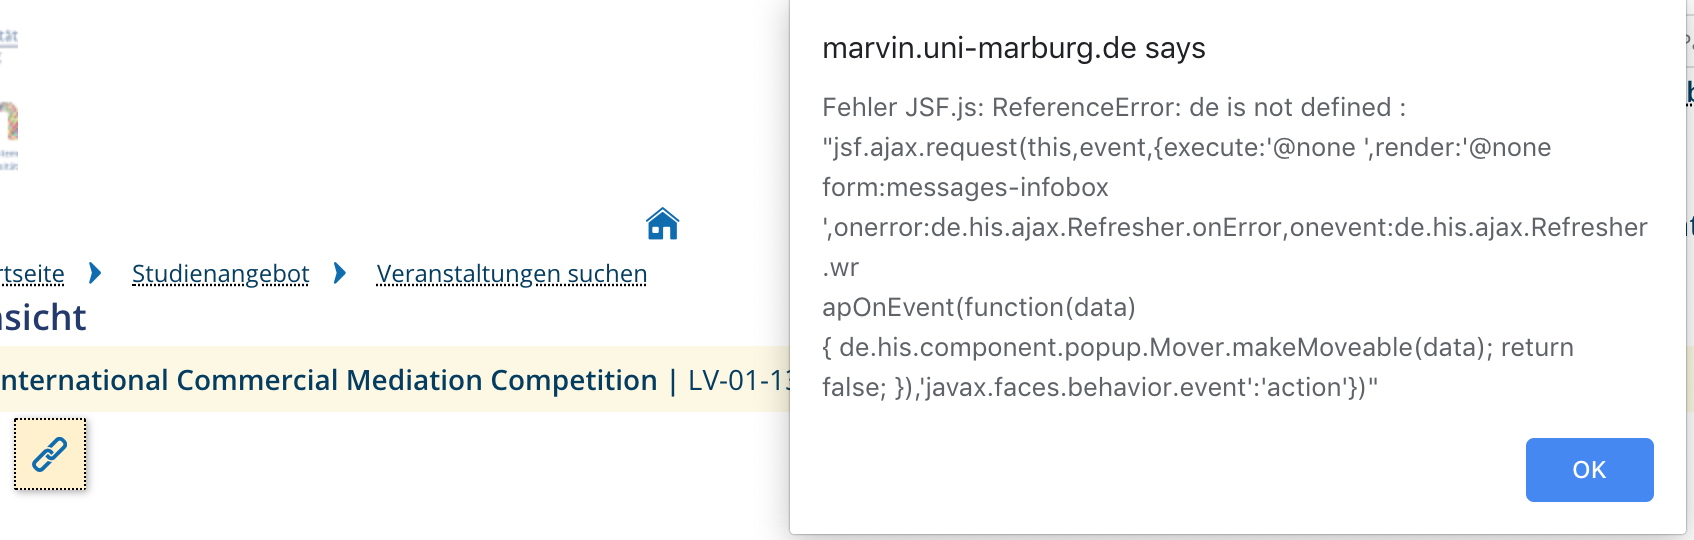 tät
marvin.uni-marburg.de says
Fehler JSF.js: ReferenceError: de is not defined :
"jsf.ajax.request(this,event,{execute:'@none ',render:'@none
form:messages-infobox
',onerror:de.his.ajax.Refresher.onError,onevent:de.his.ajax.Refresher
.wr
apOnEvent(function(data)
{ de.his.component.popup.Mover.makeMoveable(data); return
false; }),'javax.faces.behavior.event':'action'})"
OK
rtseite
Studienangebot
Veranstaltungen suchen
sicht
nternational Commercial Mediation Competition | LV-01-13